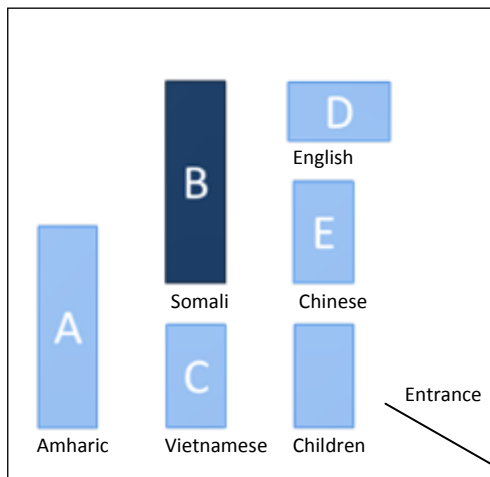 D
English
B
E
Somali
Chinese
A
C
Entrance
Amharic
Vietnamese
Children